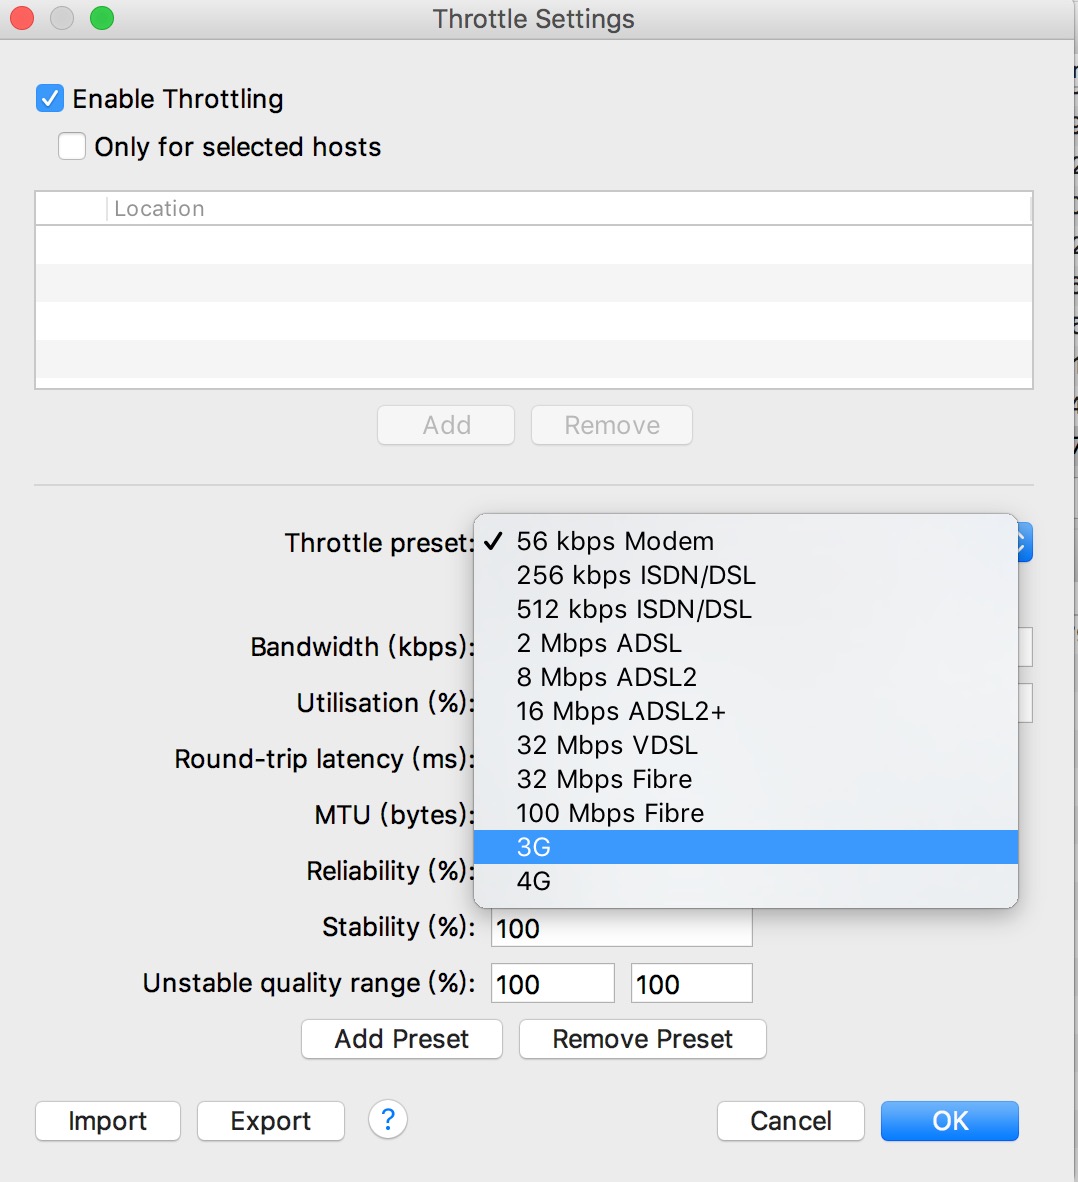 Throttle Settings
Enable Throttling
Only for selected hosts
Location
Add Remove
Throttle preset:
✓ 56 kbps Modem
256 kbps ISDN/DSL
512 kbps ISDN/DSL
2 Mbps ADSL
8 Mbps ADSL2
16 Mbps ADSL2+
32 Mbps VDSL
32 Mbps Fibre
100 Mbps Fibre
3G
4G
Bandwidth (kbps):
Utilisation (%):
Round-trip latency (ms):
MTU (bytes):
Reliability (%):
Stability (%): 100
Unstable quality range (%): 100 100
Add Preset Remove Preset
Import Export ? Cancel OK